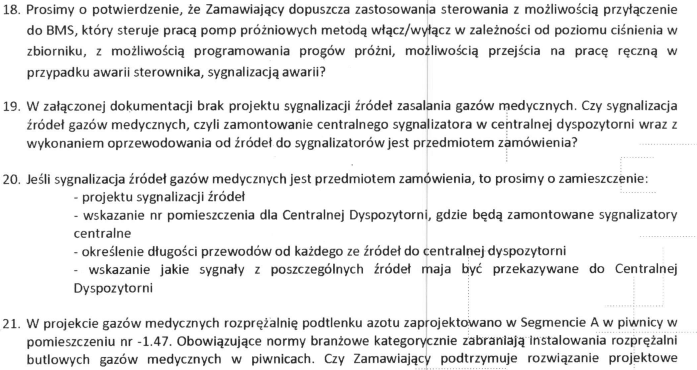 18. Prosimy o potwierdzenie, że Zamawiający dopuszcza zastosowania sterowania z możliwością przyłączenie
do BMS, który steruje pracą pomp próżniowych metodą włącz/wyłącz w zależności od poziomu ciśnienia w
zbiorniku, z możliwością programowania progów próżni, możliwością przejścia na pracę ręczną w
przypadku awarii sterownika, sygnalizacją awarii?
19. W załączonej dokumentacji brak projektu sygnalizacji źródeł zasalania gazów medycznych. Czy sygnalizacja
źródeł gazów medycznych, czyli zamontowanie centralnego sygnalizatora w centralnej dyspozytorni wraz z
wykonaniem oprzewodowania od źródeł do sygnalizatorów jest przedmiotem zamówienia?
20. Jeśli sygnalizacja źródeł gazów medycznych jest przedmiotem zamówienia, to prosimy o zamieszczenie:
- projektu sygnalizacji źródeł
- wskazanie nr pomieszczenia dla Centralnej Dyspozytorni, gdzie będą zamontowane sygnalizatory
centralne
- określenie długości przewodów od każdego ze źródeł do centralnej dyspozytorni
- wskazanie jakie sygnały z poszczególnych źródeł maja być przekazywane do Centralnej
Dyspozytorni
21. W projekcie gazów medycznych rozprężalnię podtlenku azotu zaprojektowano w Segmencie A w piwnicy w
pomieszczeniu nr -1.47. Obowiązujące normy branżowe kategorycznie zabraniają instalowania rozprężalni
butlowych gazów medycznych w piwnicach. Czy Zamawiający podtrzymuje rozwiązanie projektowe